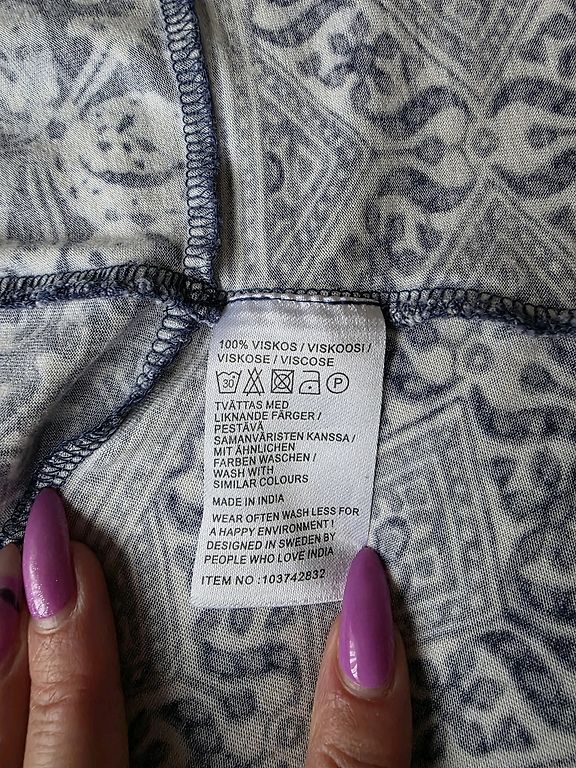 100% VISKOS / VISKOOSI /
VISKOSE / VISCOSE
30 P
TVÄTTAS MED
LIKNANDE FÄRGER /
PESTÄVÄ
SAMANVÄRISTEN KANSSA /
MIT ÄHNLICHEN
FARBEN WASCHEN /
WASH WITH
SIMILAR COLOURS
MADE IN INDIA
WEAR OFTEN WASH LESS FOR
A HAPPY ENVIRONMENT !
DESIGNED IN SWEDEN BY
PEOPLE WHO LOVE INDIA
ITEM NO :103742832